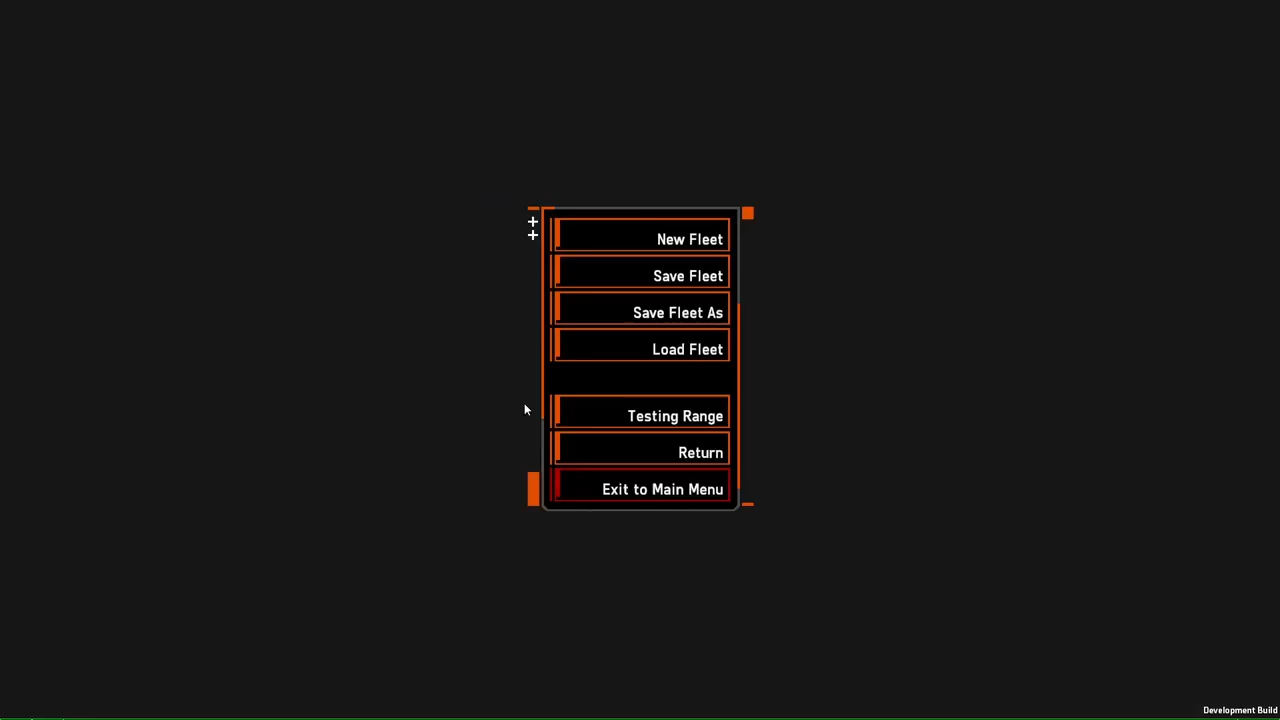 New Fleet
Save Fleet
Save Fleet As
Load Fleet
Testing Range
Return
Exit to Main Menu
Development Build